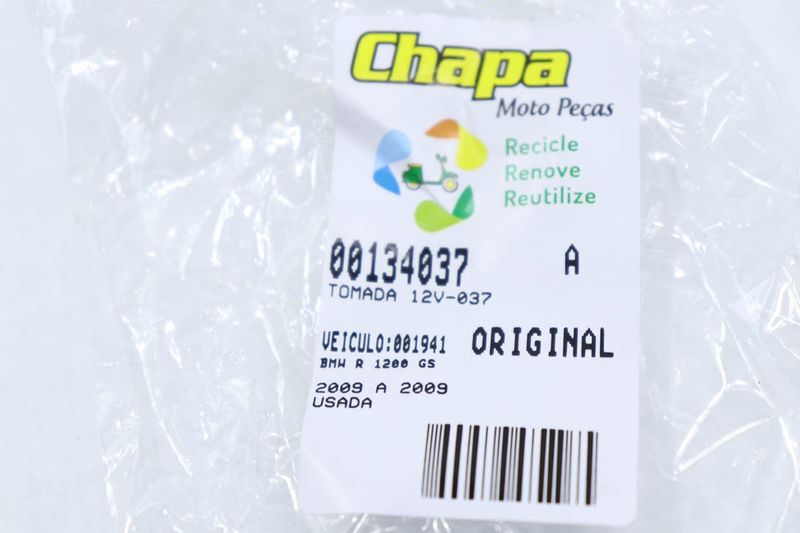 Chapa
Moto Peças
Recicle
Renove
Reutilize
00134037 A
TOMADA 12V-037
VEICULO:001941 ORIGINAL
BMW R 1200 GS
2009 A 2009
USADA